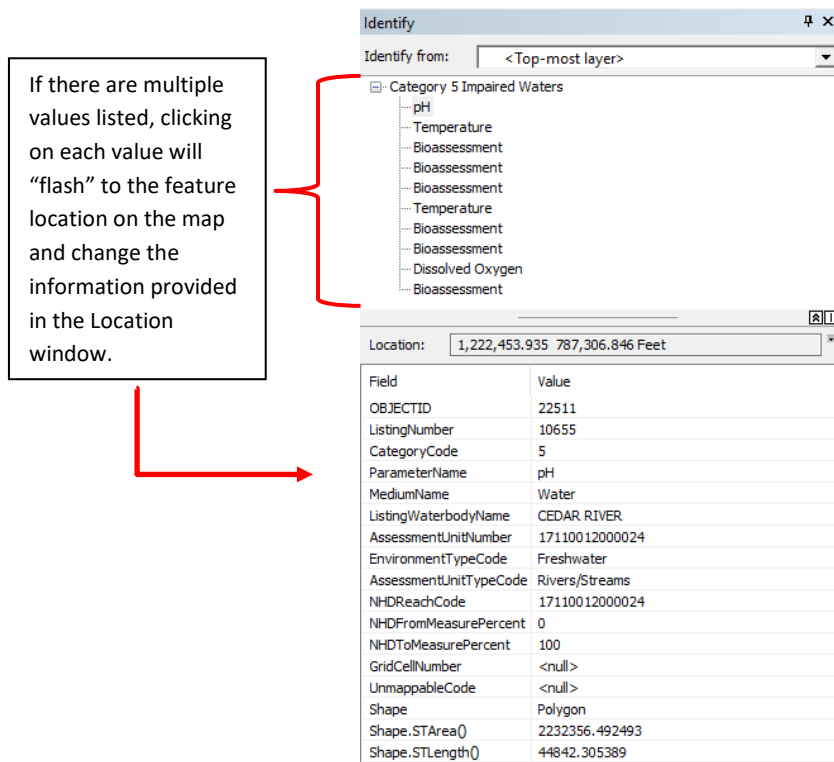 Identify
Identify from: <Top-most layer>
If there are multiple
values listed, clicking
on each value will
“flash” to the feature
location on the map
and change the
information provided
in the Location
window.
Category 5 Impaired Waters
pH
Temperature
Bioassessment
Bioassessment
Bioassessment
Temperature
Bioassessment
Bioassessment
Dissolved Oxygen
Bioassessment
Location: 1,222,453.935 787,306.846 Feet
Field Value
OBJECTID 22511
ListingNumber 10655
CategoryCode 5
ParameterName pH
MediumName Water
ListingWaterbodyName CEDAR RIVER
AssessmentUnitNumber 17110012000024
EnvironmentTypeCode Freshwater
AssessmentUnitTypeCode Rivers/Streams
NHDReachCode 17110012000024
NHDFromMeasurePercent 0
NHDToMeasurePercent 100
GridCellNumber <null>
UnmappableCode <null>
Shape Polygon
Shape.STArea() 2232356.492493
Shape.STLength() 44842.305389